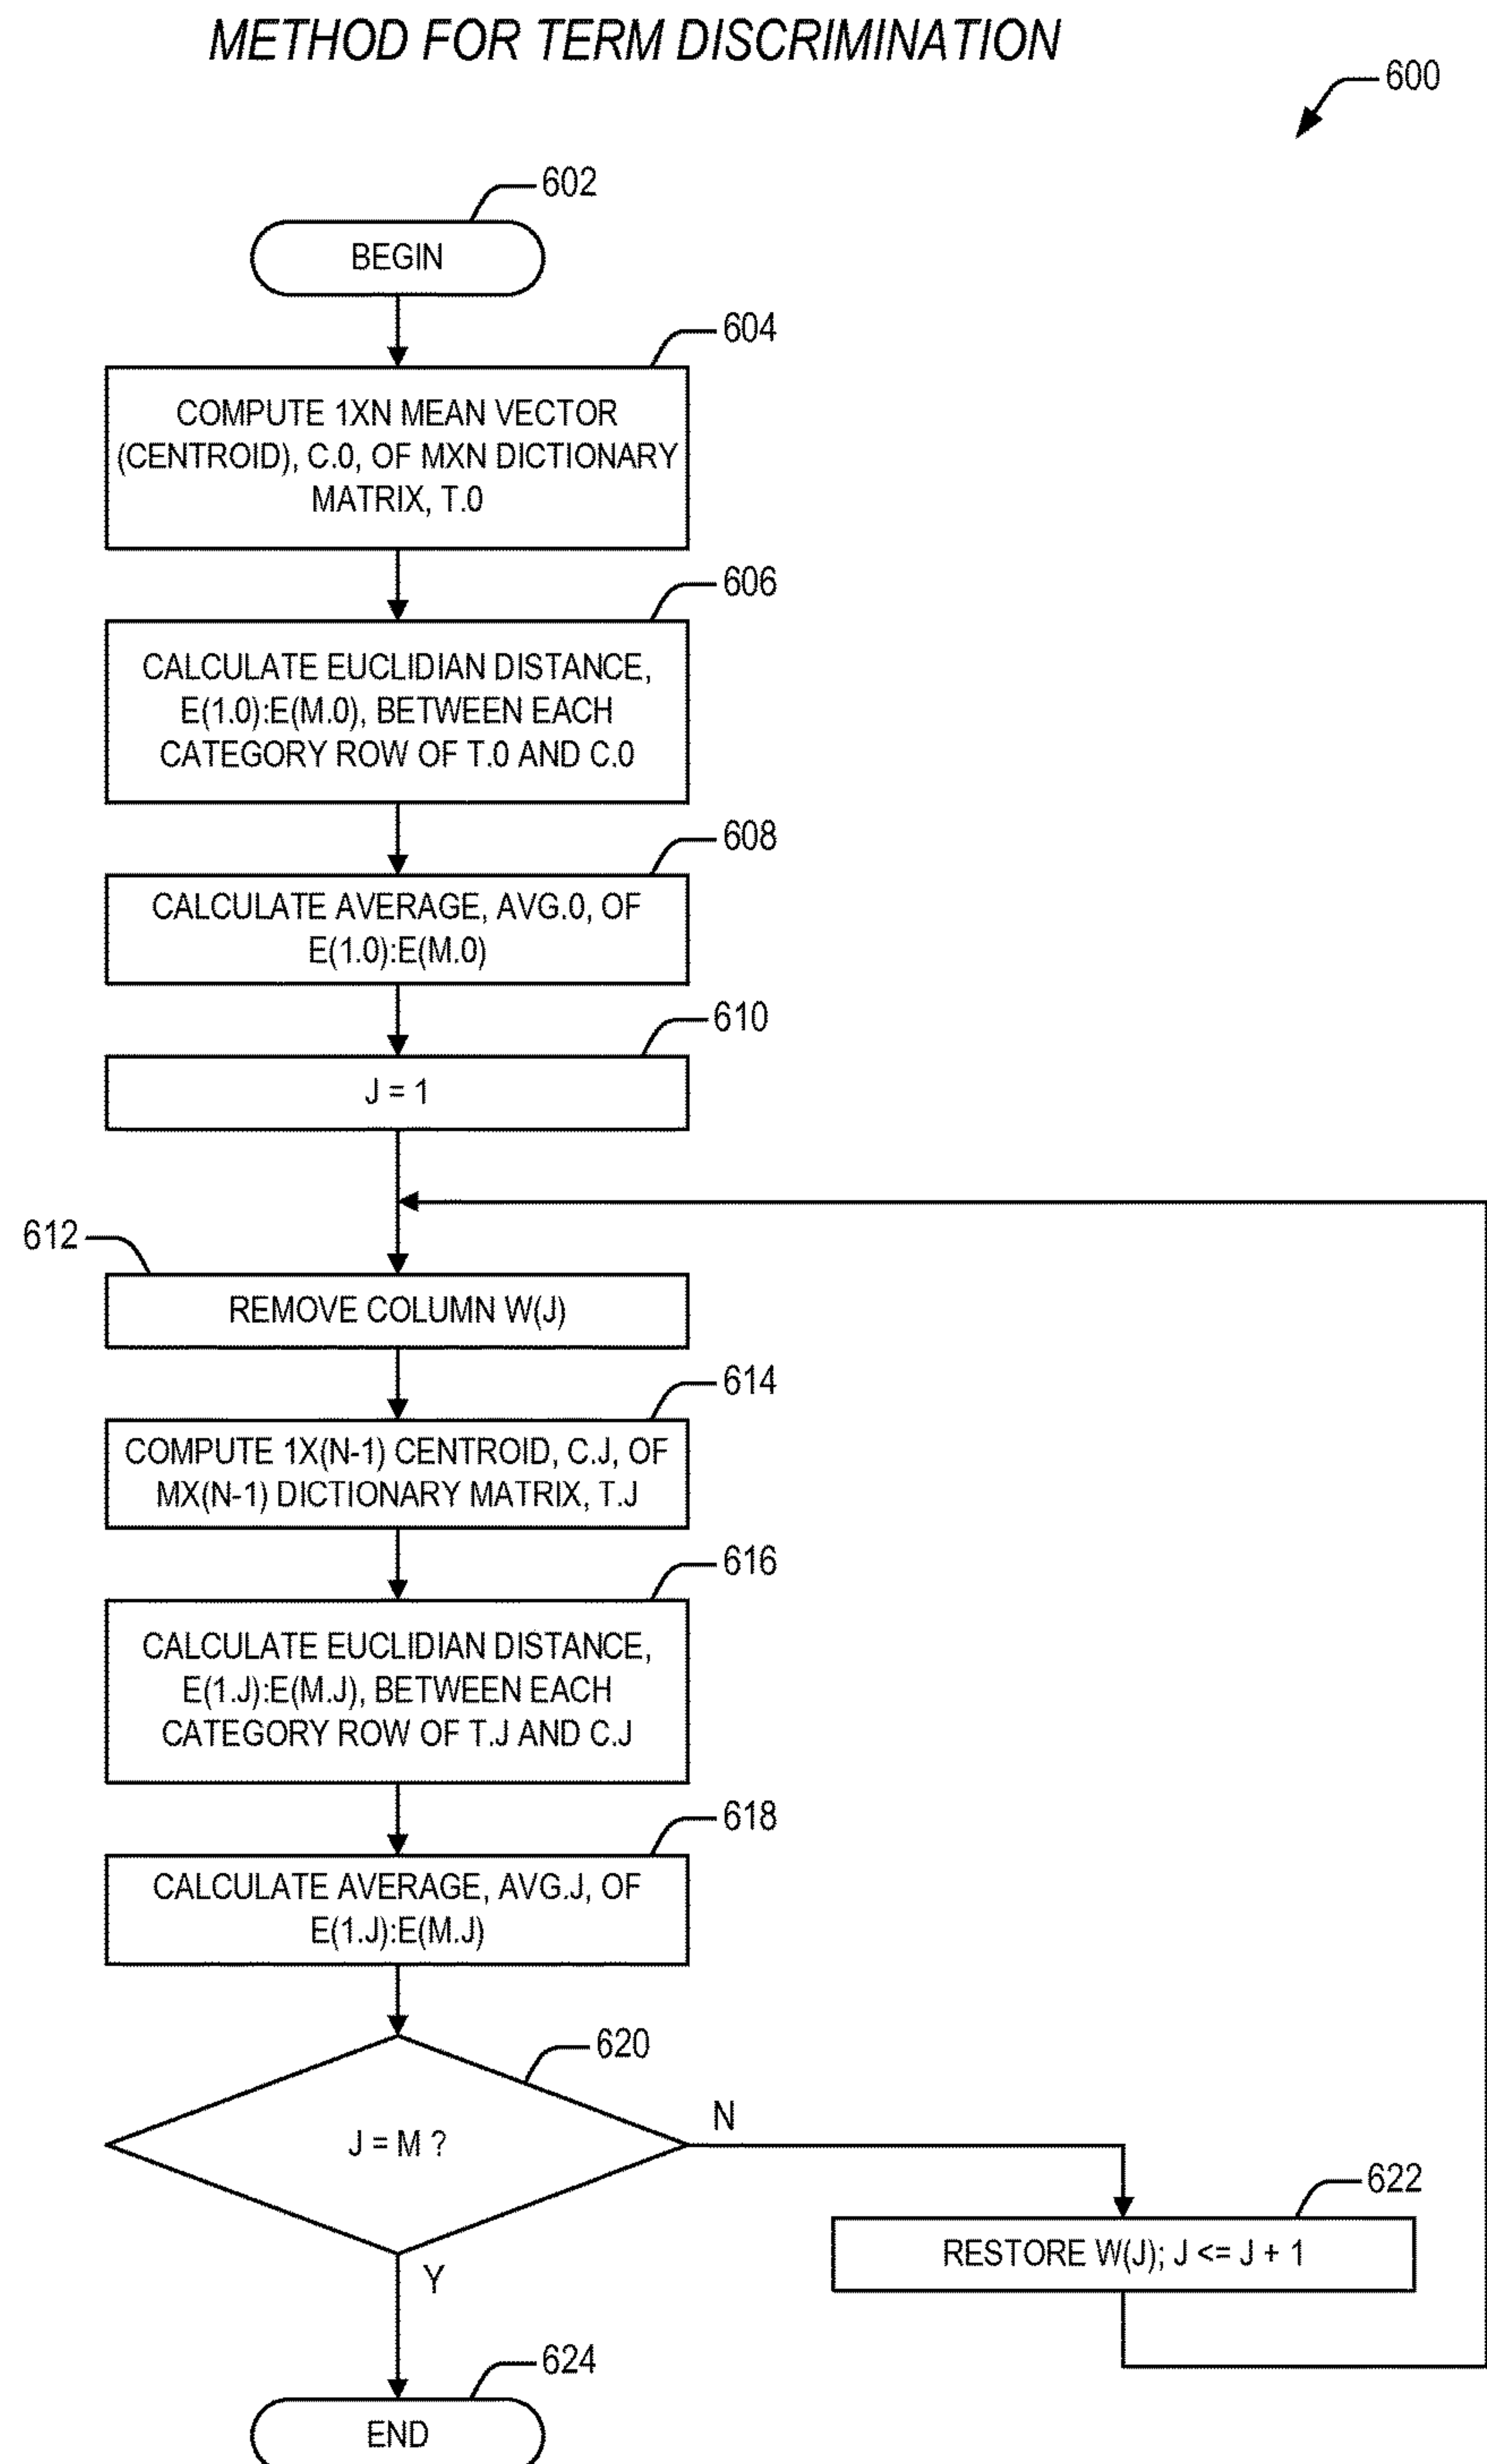 METHOD FOR TERM DISCRIMINATION
600
602
BEGIN
604
COMPUTE 1XN MEAN VECTOR
(CENTROID), C.0, OF MXN DICTIONARY
MATRIX, T.0
606
CALCULATE EUCLIDIAN DISTANCE,
E(1.0):E(M.0), BETWEEN EACH
CATEGORY ROW OF T.0 AND C.0
608
CALCULATE AVERAGE, AVG.0, OF
E(1.0):E(M.0)
610
J = 1
612
REMOVE COLUMN W(J)
614
COMPUTE 1X(N-1) CENTROID, C.J, OF
MX(N-1) DICTIONARY MATRIX, T.J
616
CALCULATE EUCLIDIAN DISTANCE,
E(1.J):E(M.J), BETWEEN EACH
CATEGORY ROW OF T.J AND C.J
618
CALCULATE AVERAGE, AVG.J, OF
E(1.J):E(M.J)
620
J = M ?
N
622
RESTORE W(J); J <= J + 1
Y
624
END